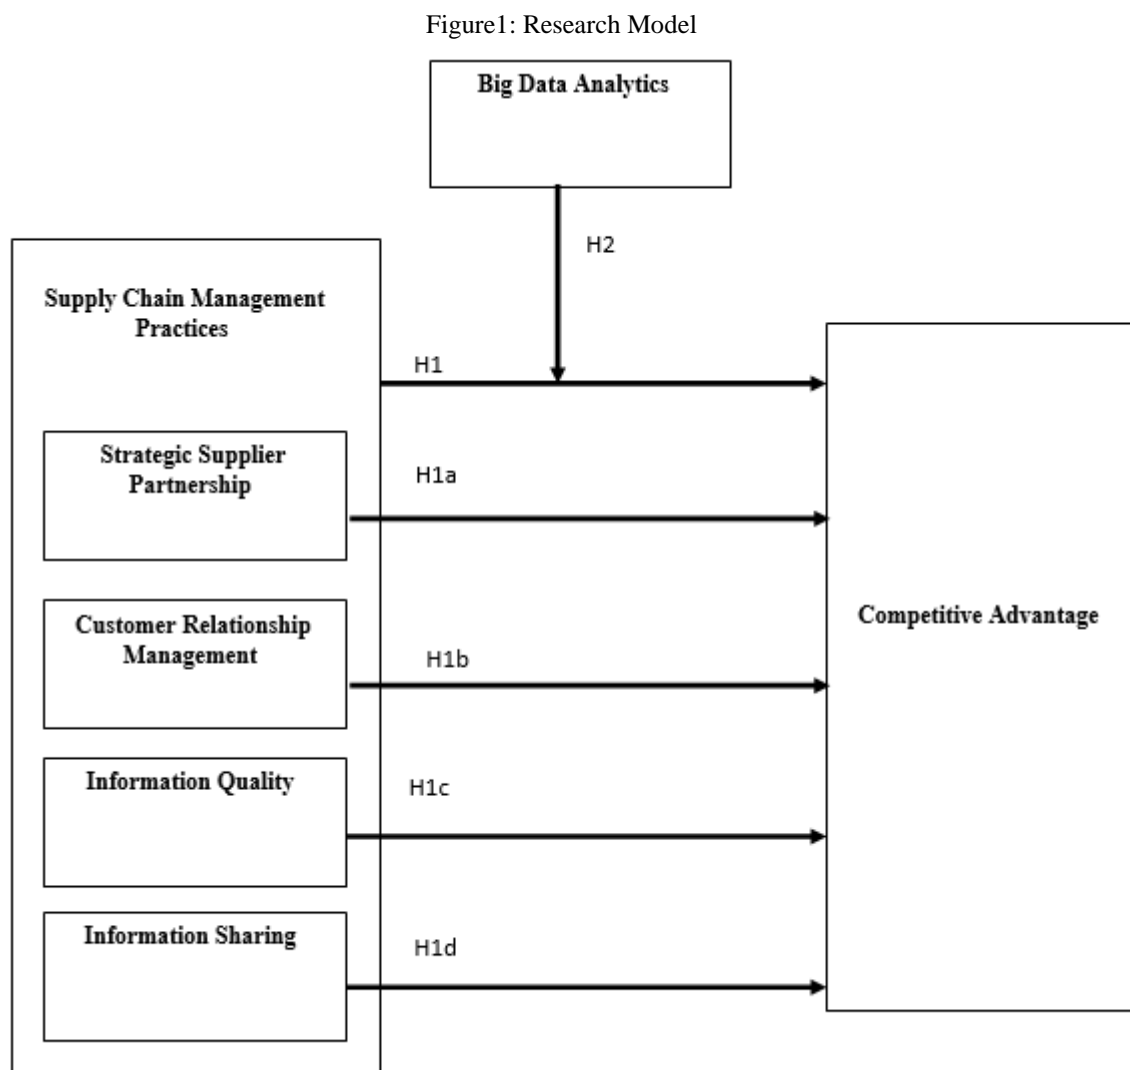 Figure1: Research Model
Big Data Analytics
H2
Supply Chain Management
Practices
H1
Strategic Supplier
Partnership
H1a
Customer Relationship
Management
H1b
Information Quality
H1c
Information Sharing
H1d
Competitive Advantage